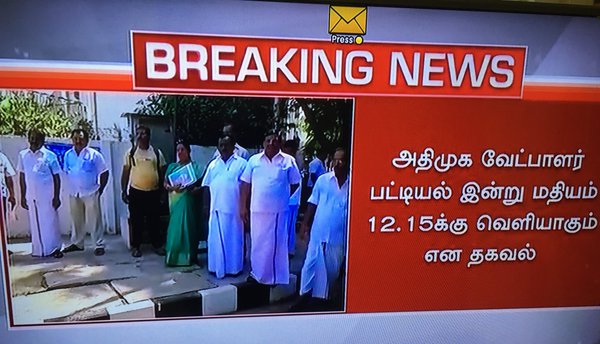 Press
BREAKING NEWS
அதிமுக வேட்பாளர்
பட்டியல் இன்று மதியம்
12.15க்கு வெளியாகும்
என தகவல்